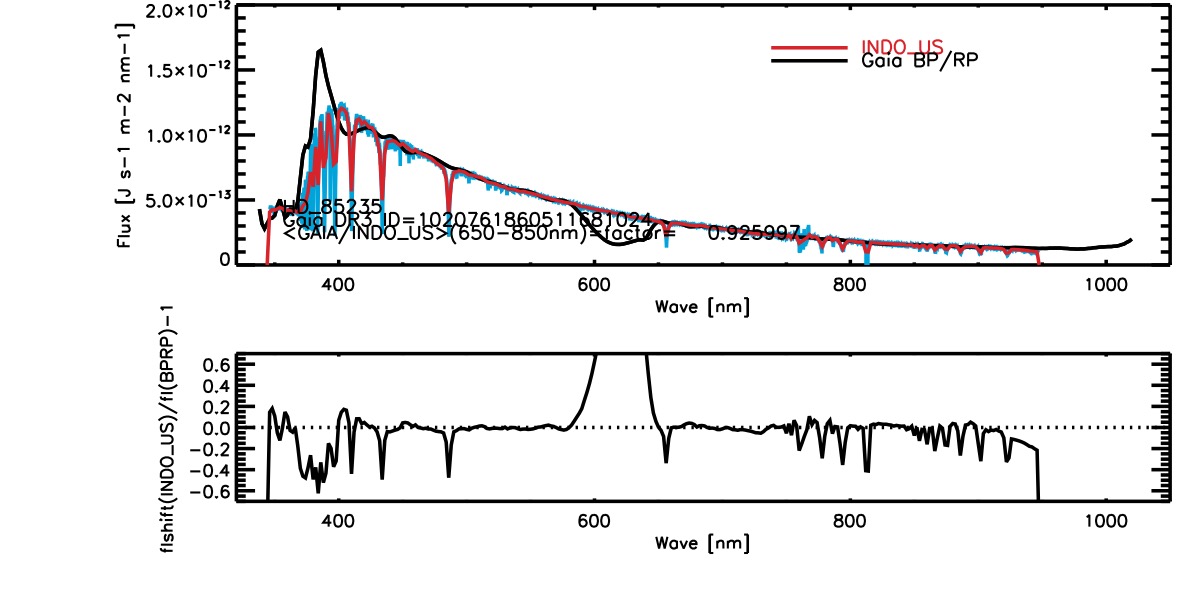 2.0×10−12
1.5×10−12
1.0×10−12
5.0×10−13
0
Flux [J s−1 m−2 nm−1]
INDO_US
Gaia BP/RP
HD_85235
Gaia DR3 ID=1020761860511681024
<GAIA/INDO_US>(650−850nm)=factor= 0.925997
400 600 800 1000
Wave [nm]
0.6
0.4
0.2
0.0
−0.2
−0.4
−0.6
flshift(INDO_US)/fl(BPRP)−1
400 600 800 1000
Wave [nm]